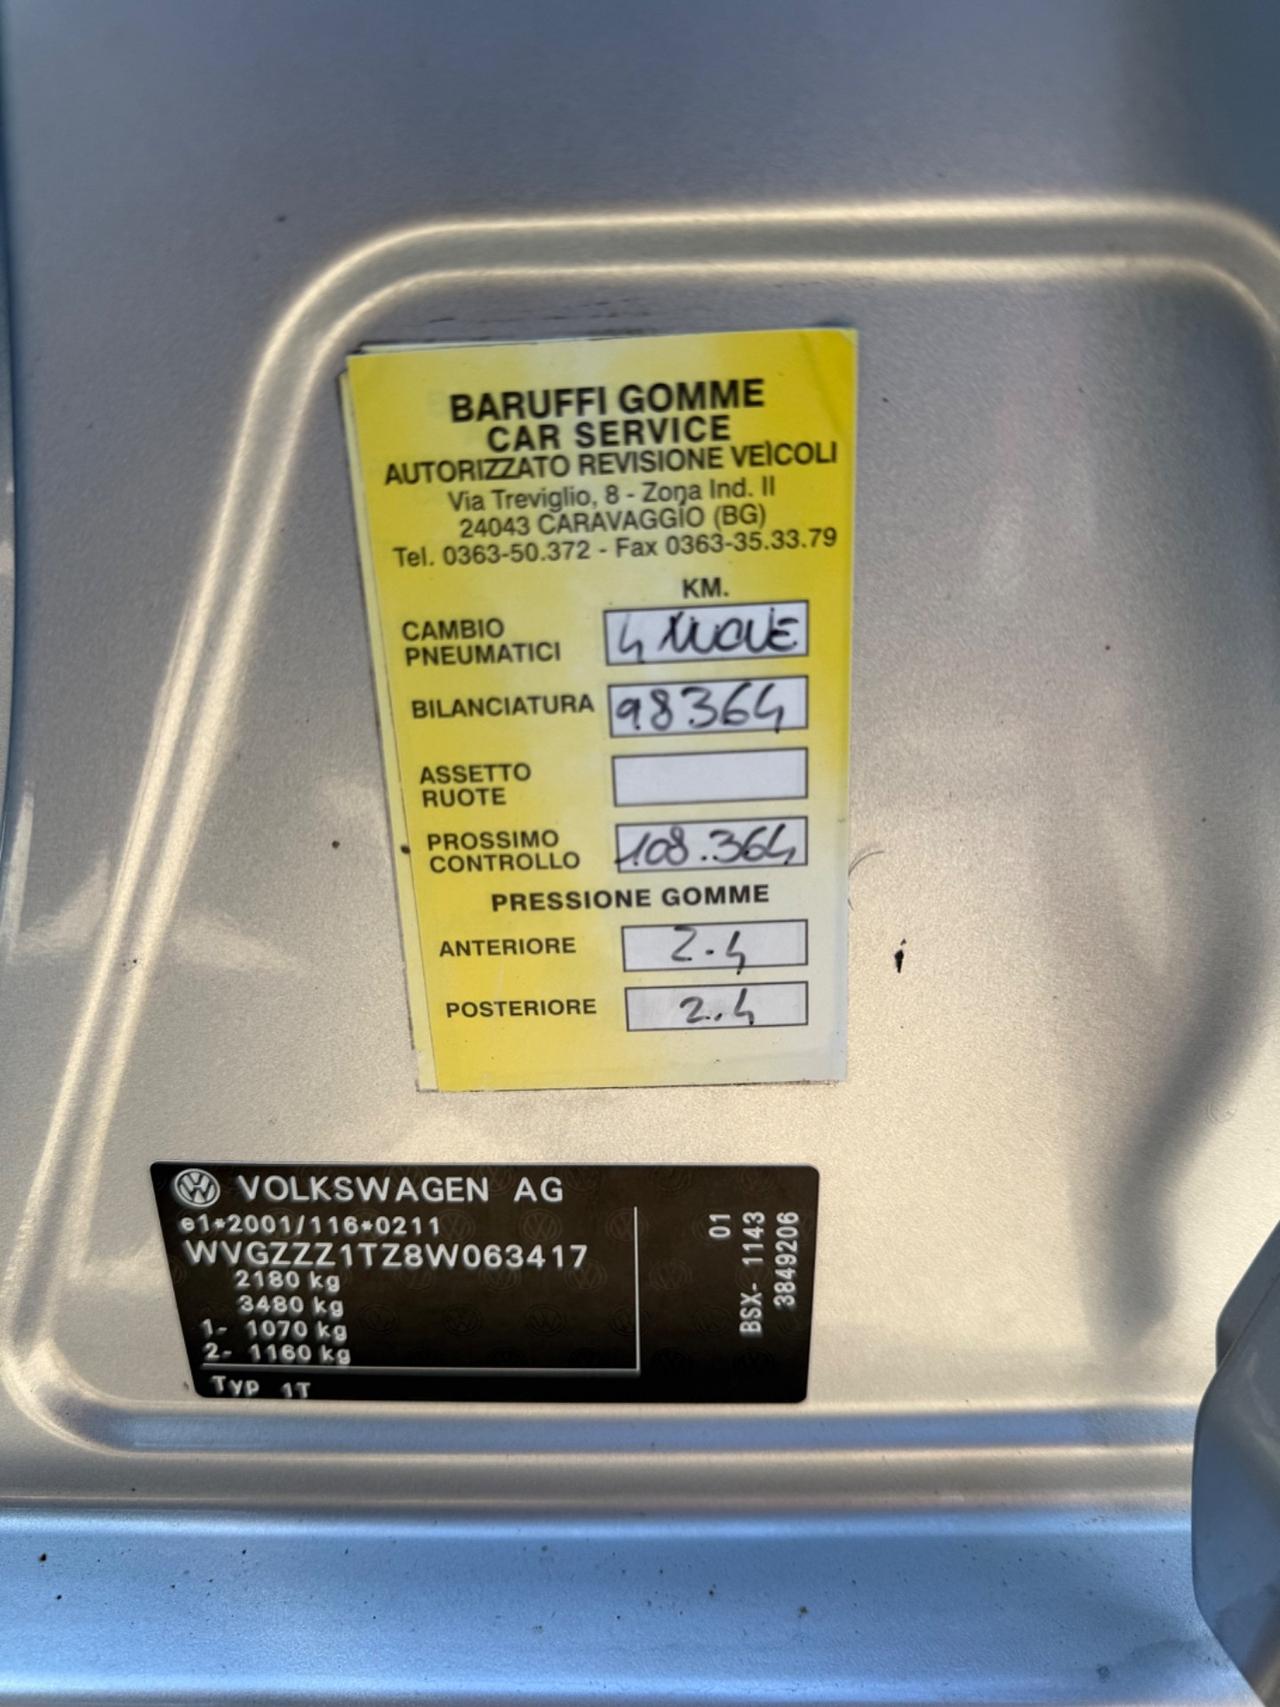 BARUFFI GOMME
CAR SERVICE
AUTORIZZATO REVISIONE VEICOLI
Via Treviglio, 8 - Zona Ind. II
24043 CARAVAGGIO (BG)
Tel. 0363-50.372 - Fax 0363-35.33.79
KM.
CAMBIO PNEUMATICI 4 NUOVE
BILANCIATURA 98364
ASSETTO
RUOTE
PROSSIMO CONTROLLO 108.364
PRESSIONE GOMME
ANTERIORE 2.4
POSTERIORE 2.4
VOLKSWAGEN AG
e1*2001/116*0211
WVGZZZ1TZ8W063417
2180 kg
3480 kg
1- 1070 kg
2- 1160 kg
Typ 1T
01
BSX- 1143
3849206